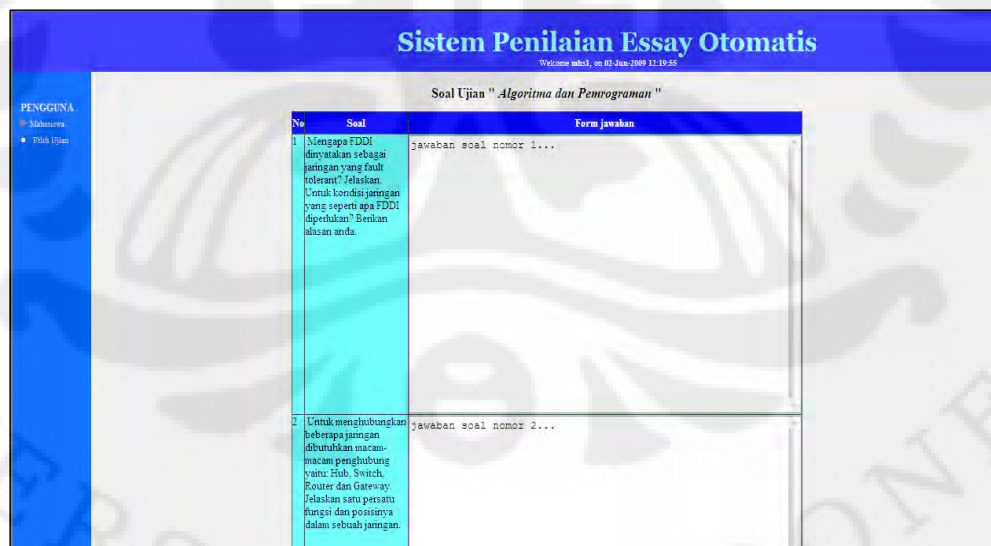 Sistem Penilaian Essay Otomatis
Welcome mhs1, on 02-Jun-2009 12:19:55
PENGGUNA
Mahasiswa
Pilih Ujian
Soal Ujian " Algoritma dan Pemrograman "
No Soal Form jawaban
1 Mengapa FDDI
dinyatakan sebagai
jaringan yang fault
tolerant? Jelaskan.
Untuk kondisi jaringan
yang seperti apa FDDI
diperlukan? Berikan
alasan anda.
jawaban soal nomor 1...
2 Untuk menghubungkan
beberapa jaringan
dibutuhkan macam-
macam penghubung
yaitu: Hub, Switch,
Router dan Gateway.
Jelaskan satu persatu
fungsi dan posisinya
dalam sebuah jaringan.
jawaban soal nomor 2...